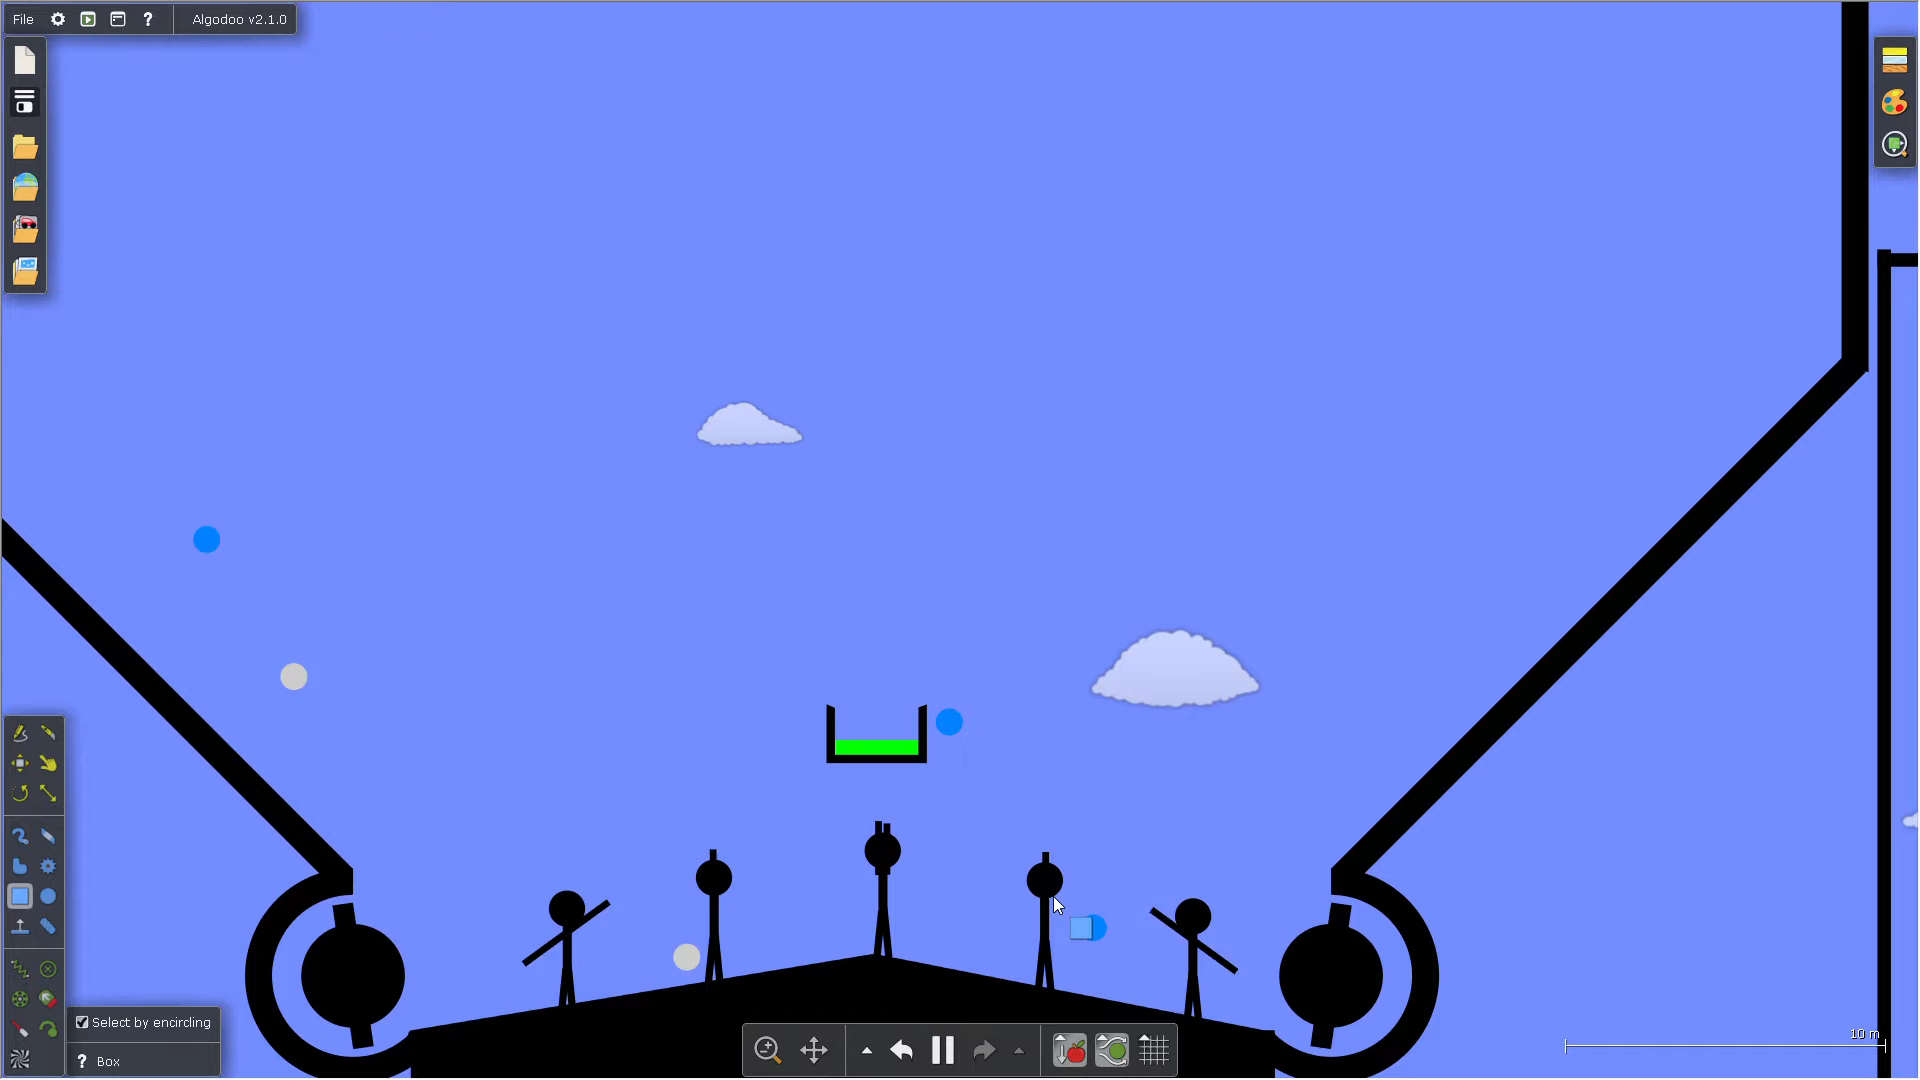 File ? Algodoo v2.1.0
10 m
Select by encircling
? Box